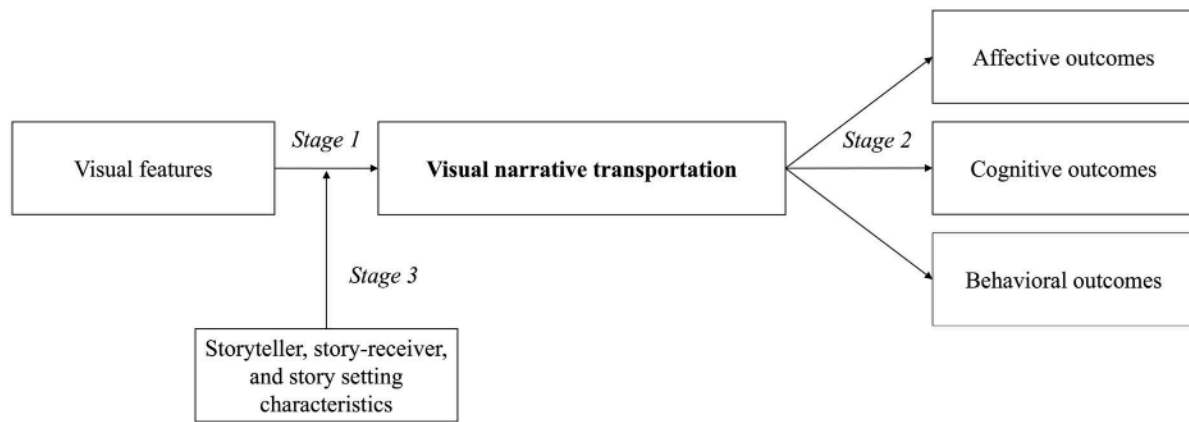 Affective outcomes
Stage 1
Stage 2
Visual features
Visual narrative transportation
Cognitive outcomes
Stage 3
Behavioral outcomes
Storyteller, story-receiver,
and story setting
characteristics